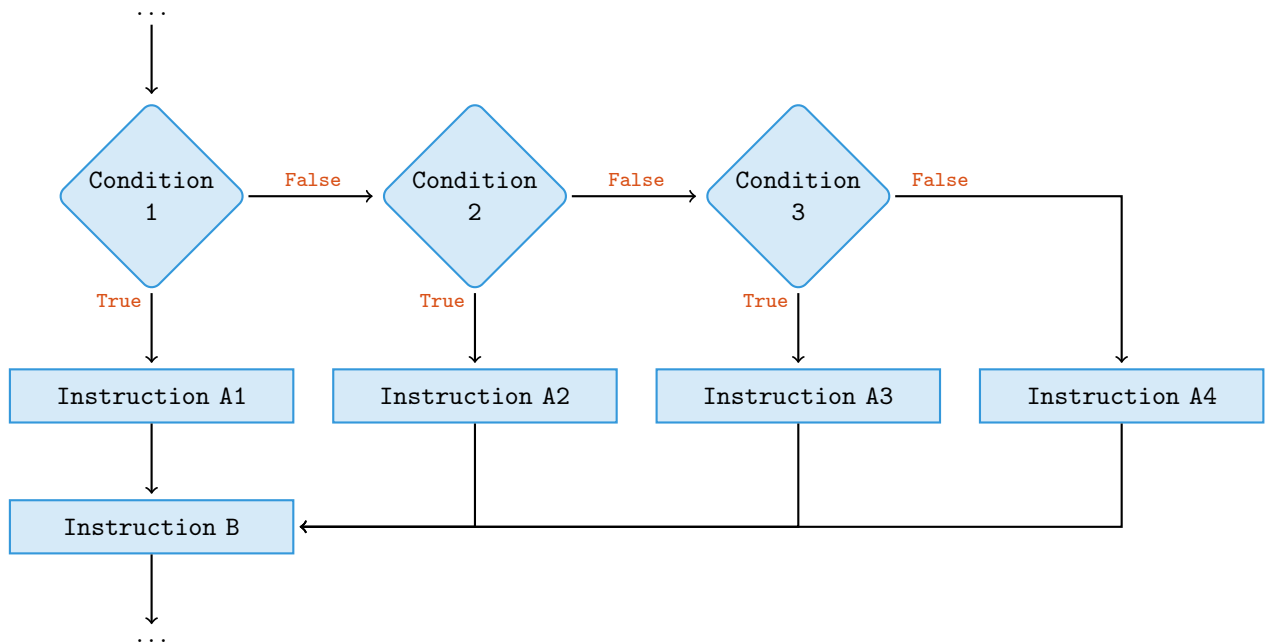 ...
Condition
1
False
Condition
2
False
Condition
3
False
True
True
True
Instruction A1
Instruction A2
Instruction A3
Instruction A4
Instruction B
...